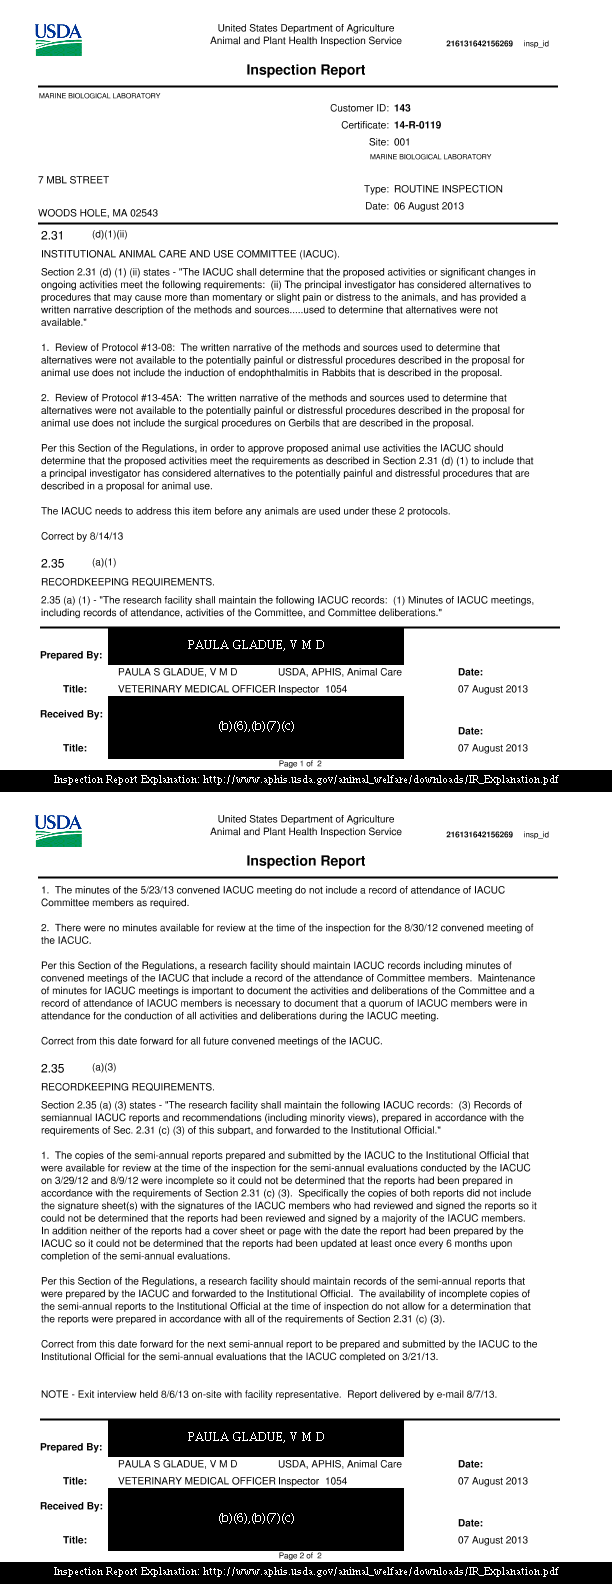 USDA
United States Department of Agriculture
Animal and Plant Health Inspection Service
216131642156269 insp_id
Inspection Report
MARINE BIOLOGICAL LABORATORY
Customer ID: 143
Certificate: 14-R-0119
Site: 001
MARINE BIOLOGICAL LABORATORY
7 MBL STREET
Type: ROUTINE INSPECTION
WOODS HOLE, MA 02543
Date: 06 August 2013
2.31 (d)(1)(ii)
INSTITUTIONAL ANIMAL CARE AND USE COMMITTEE (IACUC).
Section 2.31 (d) (1) (ii) states - "The IACUC shall determine that the proposed activities or significant changes in
ongoing activities meet the following requirements: (ii) The principal investigator has considered alternatives to
procedures that may cause more than momentary or slight pain or distress to the animals, and has provided a
written narrative description of the methods and sources.....used to determine that alternatives were not
available."
1. Review of Protocol #13-08: The written narrative of the methods and sources used to determine that
alternatives were not available to the potentially painful or distressful procedures described in the proposal for
animal use does not include the induction of endophthalmitis in Rabbits that is described in the proposal.
2. Review of Protocol #13-45A: The written narrative of the methods and sources used to determine that
alternatives were not available to the potentially painful or distressful procedures described in the proposal for
animal use does not include the surgical procedures on Gerbils that are described in the proposal.
Per this Section of the Regulations, in order to approve proposed animal use activities the IACUC should
determine that the proposed activities meet the requirements as described in Section 2.31 (d) (1) to include that
a principal investigator has considered alternatives to the potentially painful and distressful procedures that are
described in a proposal for animal use.
The IACUC needs to address this item before any animals are used under these 2 protocols.
Correct by 8/14/13
2.35 (a)(1)
RECORDKEEPING REQUIREMENTS.
2.35 (a) (1) - "The research facility shall maintain the following IACUC records: (1) Minutes of IACUC meetings,
including records of attendance, activities of the Committee, and Committee deliberations."
PAULA GLADUE, V M D
Prepared By:
PAULA S GLADUE, V M D USDA, APHIS, Animal Care Date:
Title: VETERINARY MEDICAL OFFICER Inspector 1054 07 August 2013
Received By:
(b)(6),(b)(7)(c)
Date:
Title: 07 August 2013
Page 1 of 2
Inspection Report Explanation: http://www.aphis.usda.gov/animal_welfare/downloads/IR_Explanation.pdf
USDA
United States Department of Agriculture
Animal and Plant Health Inspection Service
216131642156269 insp_id
Inspection Report
1. The minutes of the 5/23/13 convened IACUC meeting do not include a record of attendance of IACUC
Committee members as required.
2. There were no minutes available for review at the time of the inspection for the 8/30/12 convened meeting of
the IACUC.
Per this Section of the Regulations, a research facility should maintain IACUC records including minutes of
convened meetings of the IACUC that include a record of the attendance of Committee members. Maintenance
of minutes for IACUC meetings is important to document the activities and deliberations of the Committee and a
record of attendance of IACUC members is necessary to document that a quorum of IACUC members were in
attendance for the conduction of all activities and deliberations during the IACUC meeting.
Correct from this date forward for all future convened meetings of the IACUC.
2.35 (a)(3)
RECORDKEEPING REQUIREMENTS.
Section 2.35 (a) (3) states - "The research facility shall maintain the following IACUC records: (3) Records of
semiannual IACUC reports and recommendations (including minority views), prepared in accordance with the
requirements of Sec. 2.31 (c) (3) of this subpart, and forwarded to the Institutional Official."
1. The copies of the semi-annual reports prepared and submitted by the IACUC to the Institutional Official that
were available for review at the time of the inspection for the semi-annual evaluations conducted by the IACUC
on 3/29/12 and 8/9/12 were incomplete so it could not be determined that the reports had been prepared in
accordance with the requirements of Section 2.31 (c) (3). Specifically the copies of both reports did not include
the signature sheet(s) with the signatures of the IACUC members who had reviewed and signed the reports so it
could not be determined that the reports had been reviewed and signed by a majority of the IACUC members.
In addition neither of the reports had a cover sheet or page with the date the report had been prepared by the
IACUC so it could not be determined that the reports had been updated at least once every 6 months upon
completion of the semi-annual evaluations.
Per this Section of the Regulations, a research facility should maintain records of the semi-annual reports that
were prepared by the IACUC and forwarded to the Institutional Official. The availability of incomplete copies of
the semi-annual reports to the Institutional Official at the time of inspection do not allow for a determination that
the reports were prepared in accordance with all of the requirements of Section 2.31 (c) (3).
Correct from this date forward for the next semi-annual report to be prepared and submitted by the IACUC to the
Institutional Official for the semi-annual evaluations that the IACUC completed on 3/21/13.
NOTE - Exit interview held 8/6/13 on-site with facility representative. Report delivered by e-mail 8/7/13.
PAULA GLADUE, V M D
Prepared By:
PAULA S GLADUE, V M D USDA, APHIS, Animal Care Date:
Title: VETERINARY MEDICAL OFFICER Inspector 1054 07 August 2013
Received By:
(b)(6),(b)(7)(c)
Date:
Title: 07 August 2013
Page 2 of 2
Inspection Report Explanation: http://www.aphis.usda.gov/animal_welfare/downloads/IR_Explanation.pdf